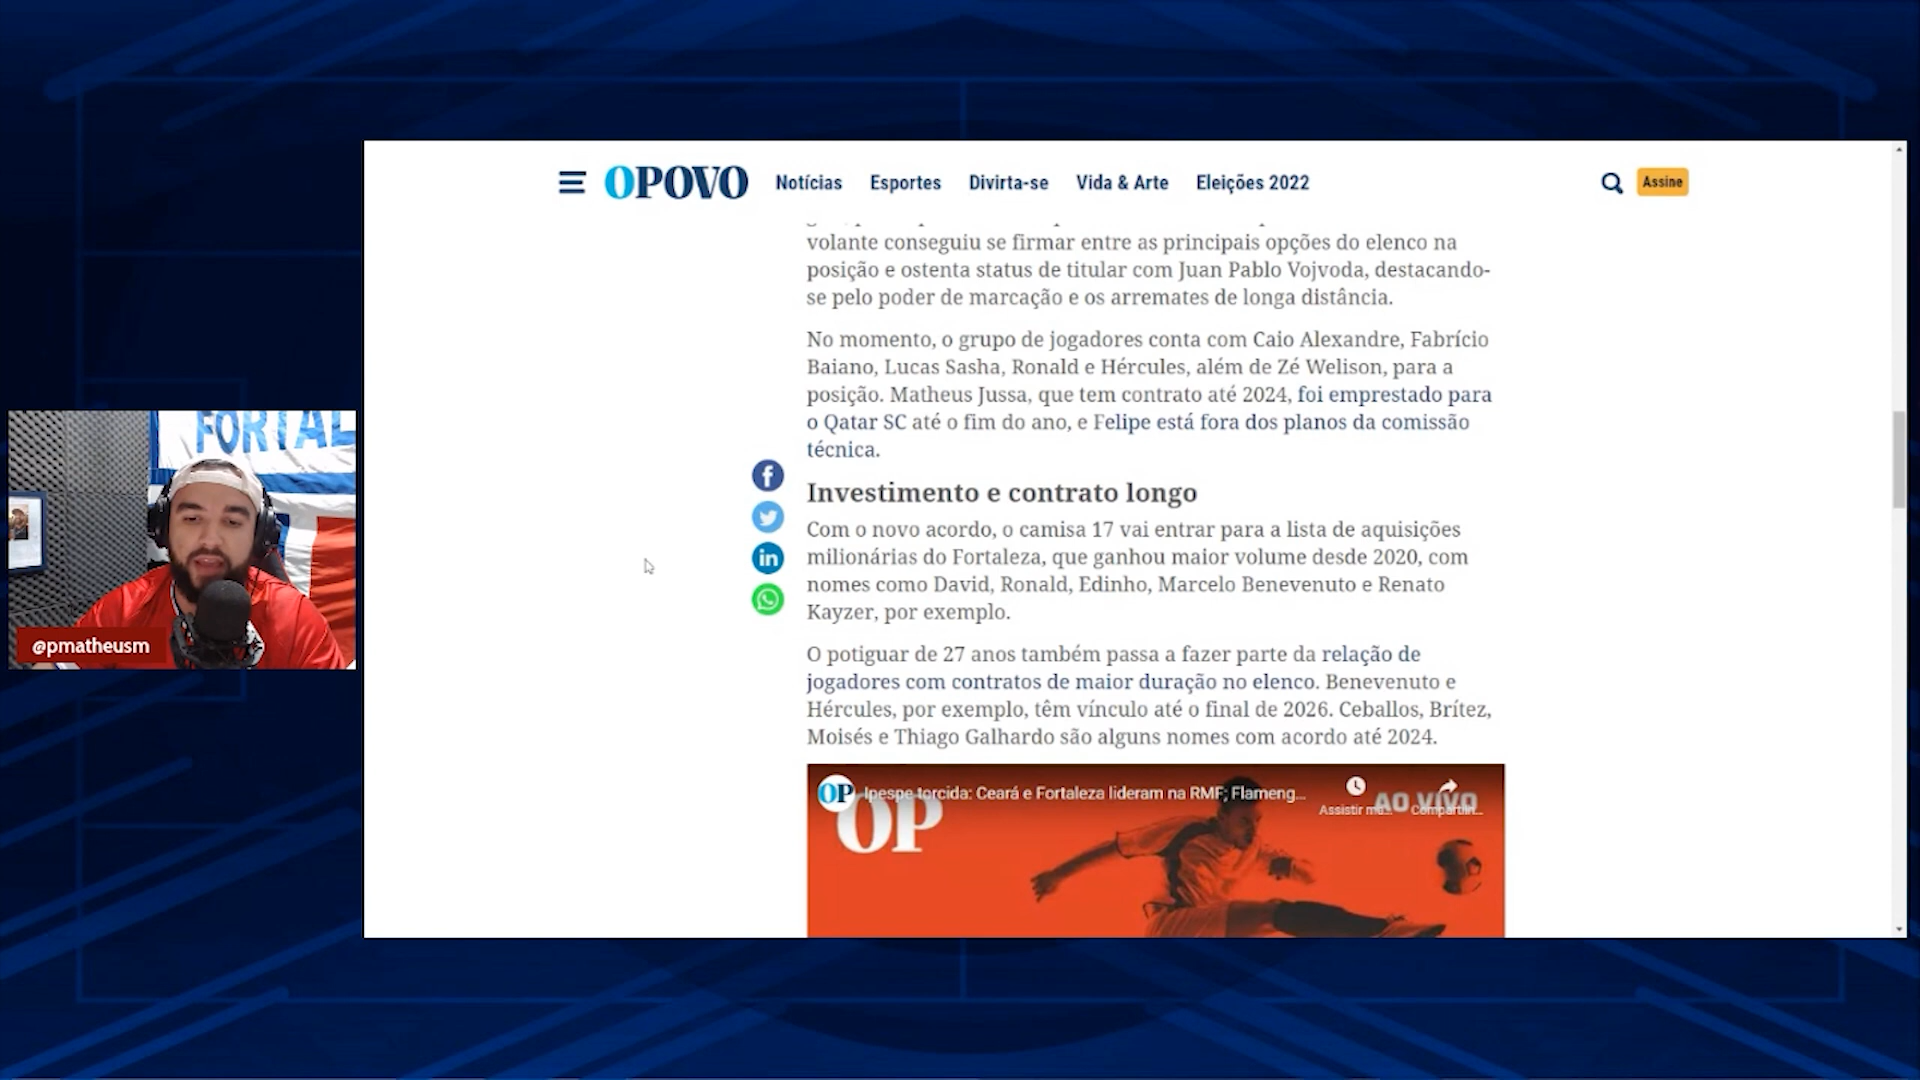 OPOVO
Notícias
Esportes
Divirta-se
Vida & Arte
Eleições 2022
Assine
volante conseguiu se firmar entre as principais opções do elenco na
posição e ostenta status de titular com Juan Pablo Vojvoda, destacando-
se pelo poder de marcação e os arremates de longa distância.
No momento, o grupo de jogadores conta com Caio Alexandre, Fabrício
Baiano, Lucas Sasha, Ronald e Hércules, além de Zé Welison, para a
posição. Matheus Jussa, que tem contrato até 2024, foi emprestado para
o Qatar SC até o fim do ano, e Felipe está fora dos planos da comissão
técnica.
Investimento e contrato longo
Com o novo acordo, o camisa 17 vai entrar para a lista de aquisições
milionárias do Fortaleza, que ganhou maior volume desde 2020, com
nomes como David, Ronald, Edinho, Marcelo Benevenuto e Renato
Kayzer, por exemplo.
O potiguar de 27 anos também passa a fazer parte da relação de
jogadores com contratos de maior duração no elenco. Benevenuto e
Hércules, por exemplo, têm vínculo até o final de 2026. Ceballos, Brítez,
Moisés e Thiago Galhardo são alguns nomes com acordo até 2024.
OP
Ipespe torcida: Ceará e Fortaleza lideram na RMF; Flameng...
Assistir ma...
Compartilh...
AO VIVO
OP
FORTAL
@pmatheusm